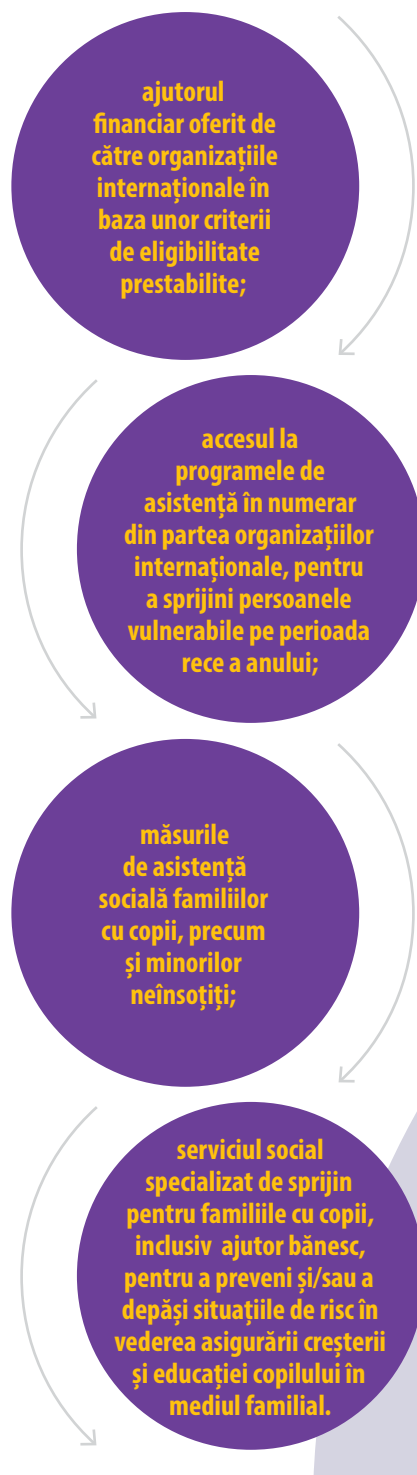 ajutorul
financiar oferit de
către organizațiile
internaționale în
baza unor criterii
de eligibilitate
prestabilite;
accesul la
programele de
asistență în numerar
din partea organizațiilor
internaționale, pentru
a sprijini persoanele
vulnerabile pe perioada
rece a anului;
măsurile
de asistență
socială familiilor
cu copii, precum
și minorilor
neînsoțiți;
serviciul social
specializat de sprijin
pentru familiile cu copii,
inclusiv ajutor bănesc,
pentru a preveni și/sau a
depăși situațiile de risc în
vederea asigurării creșterii
și educației copilului în
mediul familial.